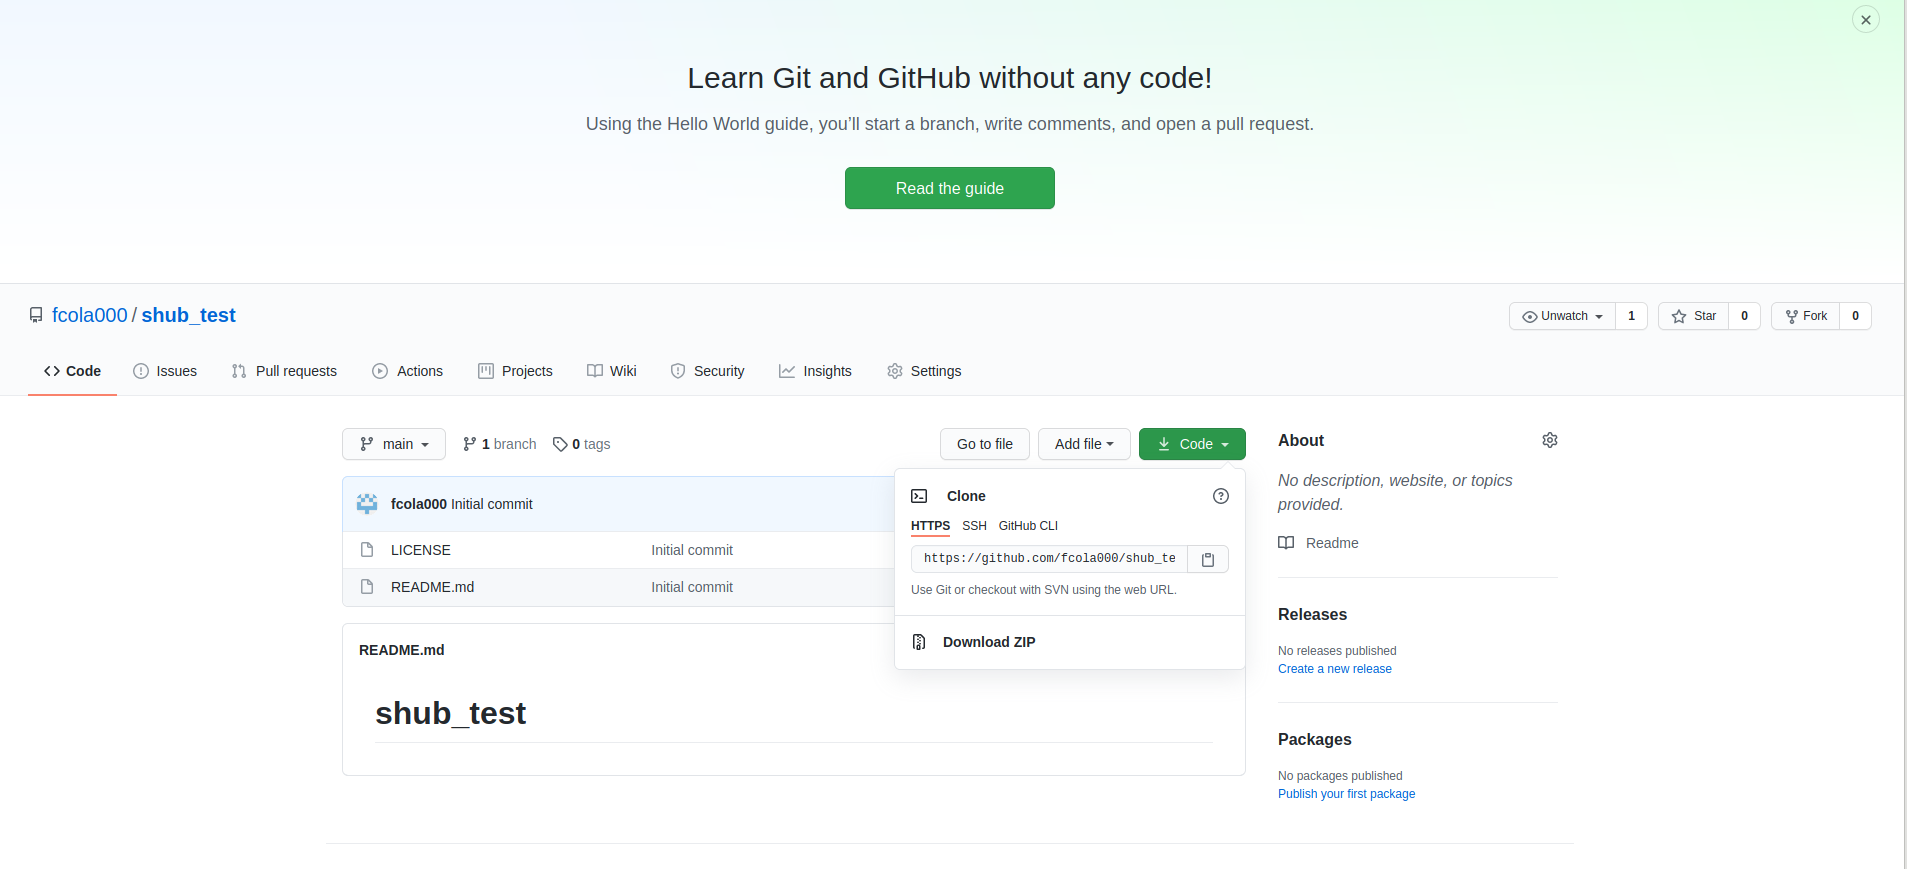 Learn Git and GitHub without any code!
Using the Hello World guide, you’ll start a branch, write comments, and open a pull request.
Read the guide
fcola000 / shub_test
Unwatch 1 Star 0 Fork 0
Code Issues Pull requests Actions Projects Wiki Security Insights Settings
main 1 branch 0 tags Go to file Add file Code
fcola000 Initial commit
LICENSE Initial commit
README.md Initial commit
README.md
shub_test
Clone
HTTPS SSH GitHub CLI
https://github.com/fcola000/shub_te
Use Git or checkout with SVN using the web URL.
Download ZIP
About
No description, website, or topics
provided.
Readme
Releases
No releases published
Create a new release
Packages
No packages published
Publish your first package